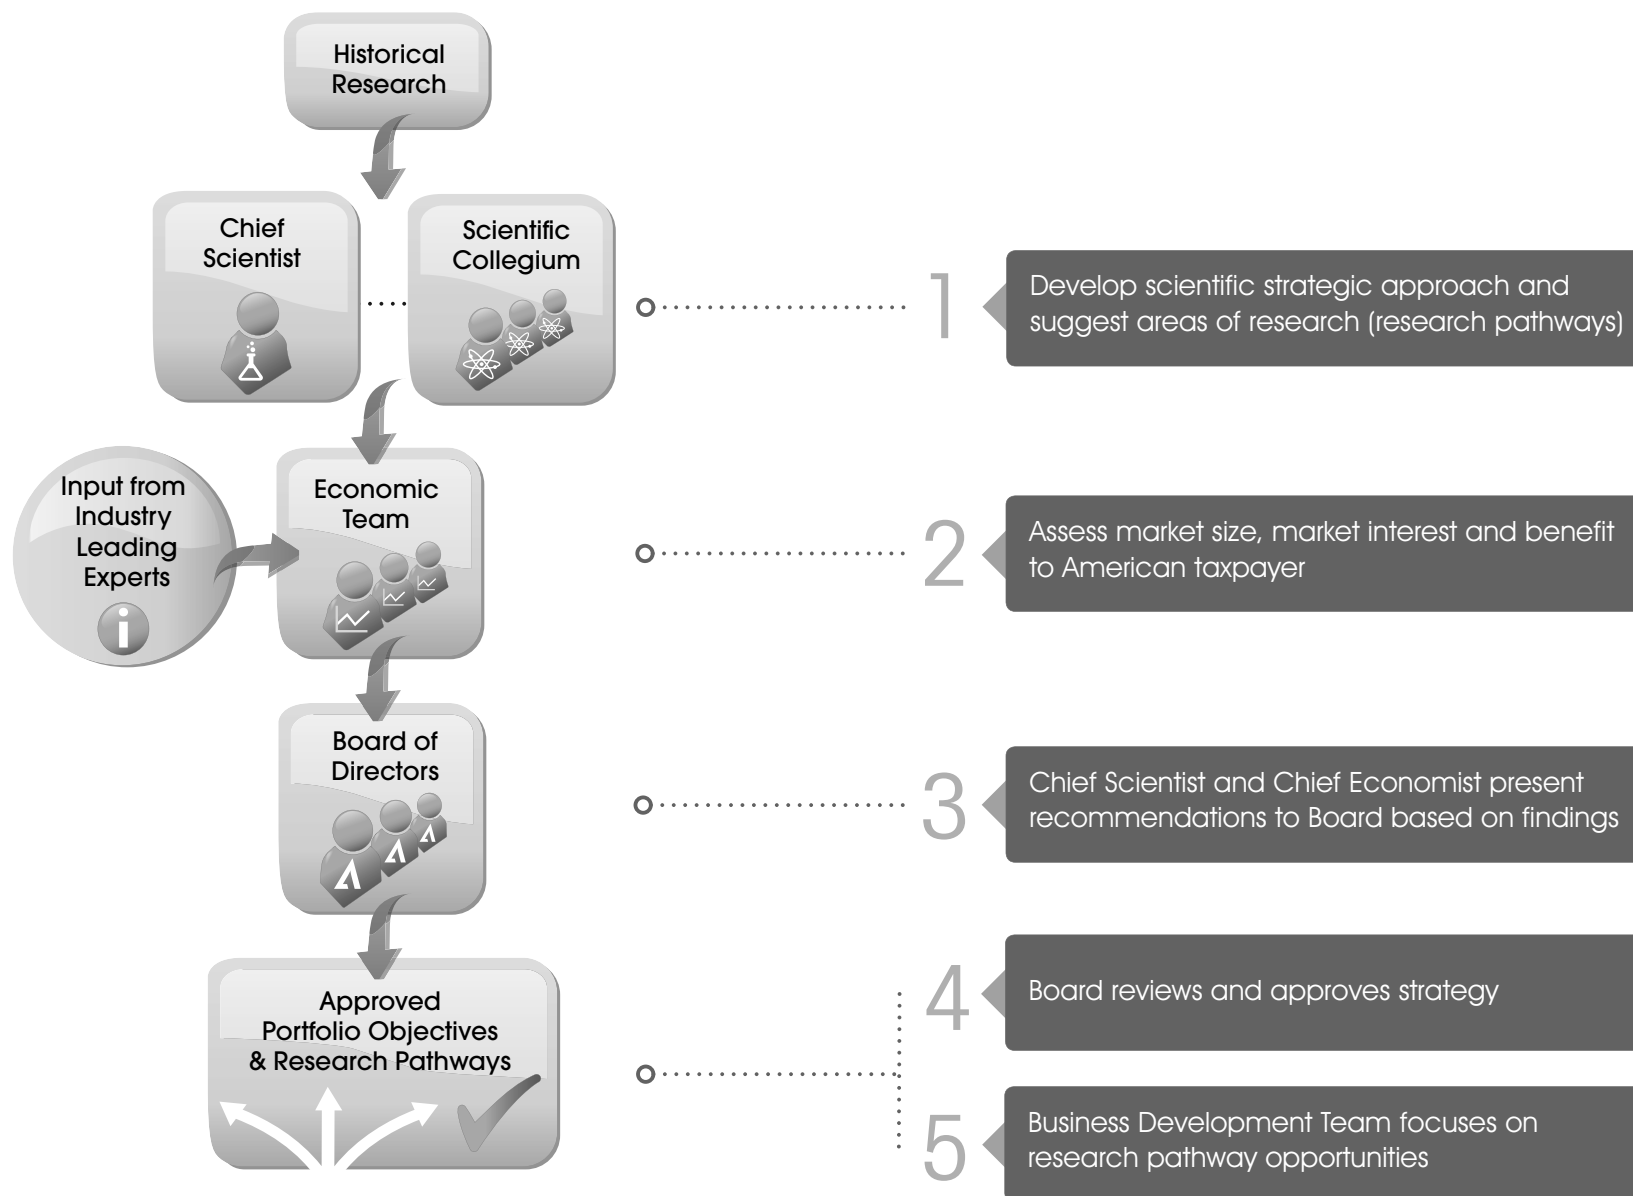 Historical
Research
Chief
Scientist
Scientific
Collegium
1
Develop scientific strategic approach and
suggest areas of research (research pathways)
Input from
Industry
Leading
Experts
i
Economic
Team
2
Assess market size, market interest and benefit
to American taxpayer
Board of
Directors
3
Chief Scientist and Chief Economist present
recommendations to Board based on findings
Approved
Portfolio Objectives
& Research Pathways
4
Board reviews and approves strategy
5
Business Development Team focuses on
research pathway opportunities